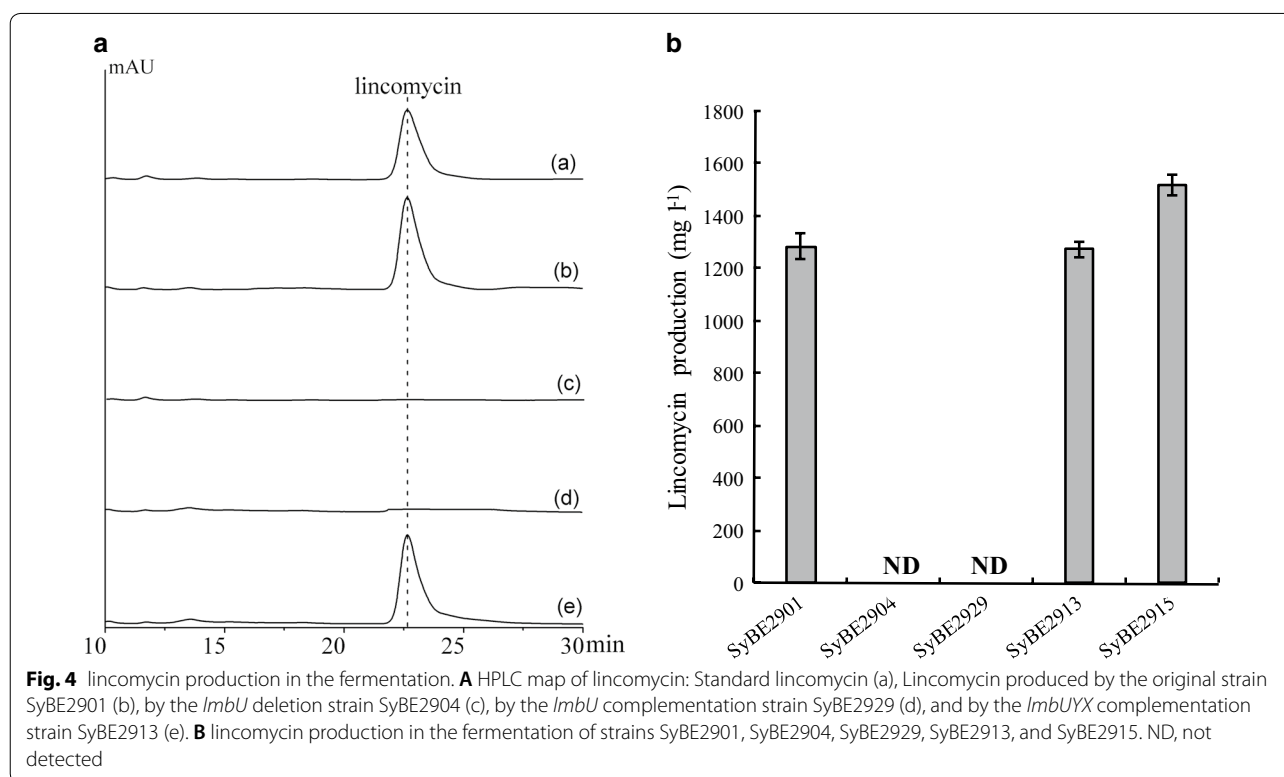 a
mAU
lincomycin
(a)
(b)
(c)
(d)
(e)
10 15 20 25 30min
b
Lincomycin production (mg l-1)
1800
1600
1400
1200
1000
800
600
400
200
0
ND ND
SyBE2901 SyBE2904 SyBE2929 SyBE2913 SyBE2915
Fig. 4 lincomycin production in the fermentation. A HPLC map of lincomycin: Standard lincomycin (a), Lincomycin produced by the original strain
SyBE2901 (b), by the lmbU deletion strain SyBE2904 (c), by the lmbU complementation strain SyBE2929 (d), and by the lmbUYX complementation
strain SyBE2913 (e). B lincomycin production in the fermentation of strains SyBE2901, SyBE2904, SyBE2929, SyBE2913, and SyBE2915. ND, not
detected